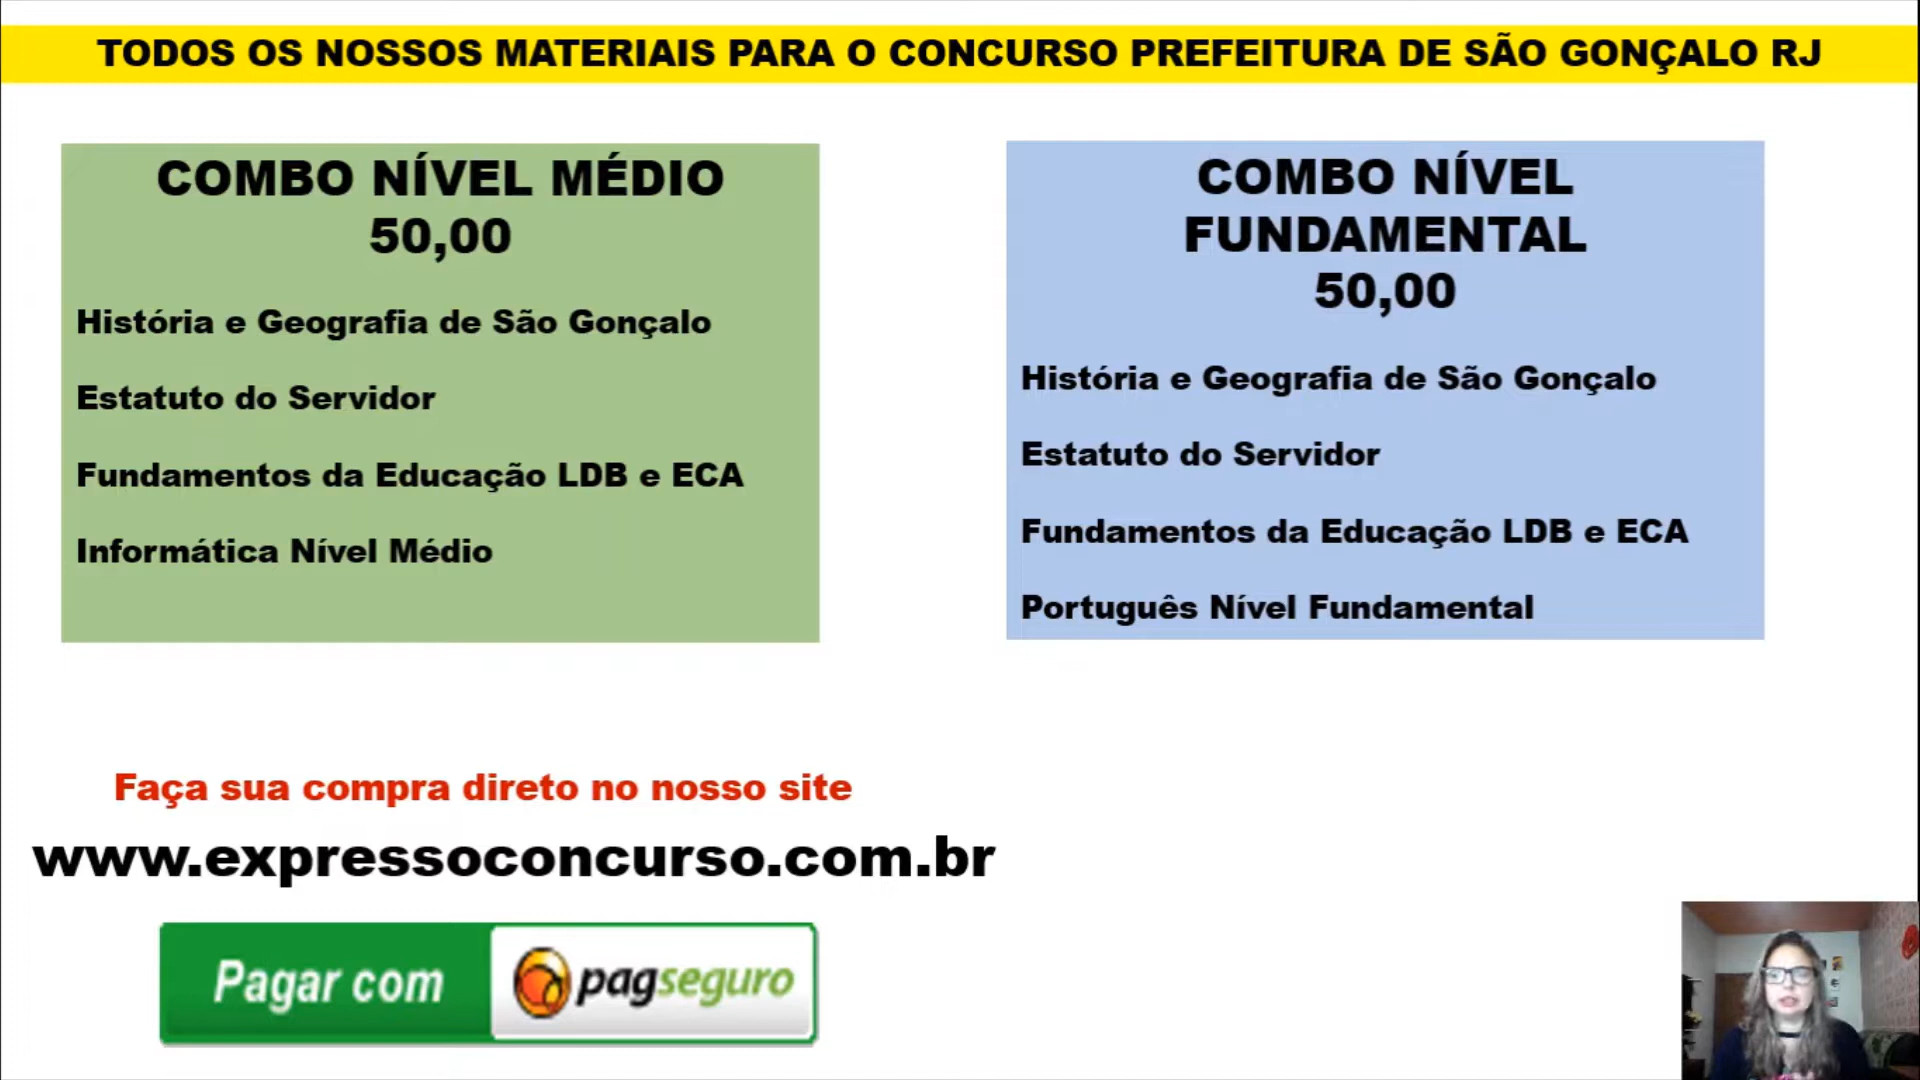 TODOS OS NOSSOS MATERIAIS PARA O CONCURSO PREFEITURA DE SÃO GONÇALO RJ
COMBO NÍVEL MÉDIO
50,00
História e Geografia de São Gonçalo
Estatuto do Servidor
Fundamentos da Educação LDB e ECA
Informática Nível Médio
COMBO NÍVEL
FUNDAMENTAL
50,00
História e Geografia de São Gonçalo
Estatuto do Servidor
Fundamentos da Educação LDB e ECA
Português Nível Fundamental
Faça sua compra direto no nosso site
www.expressoconcurso.com.br
Pagar com pagseguro